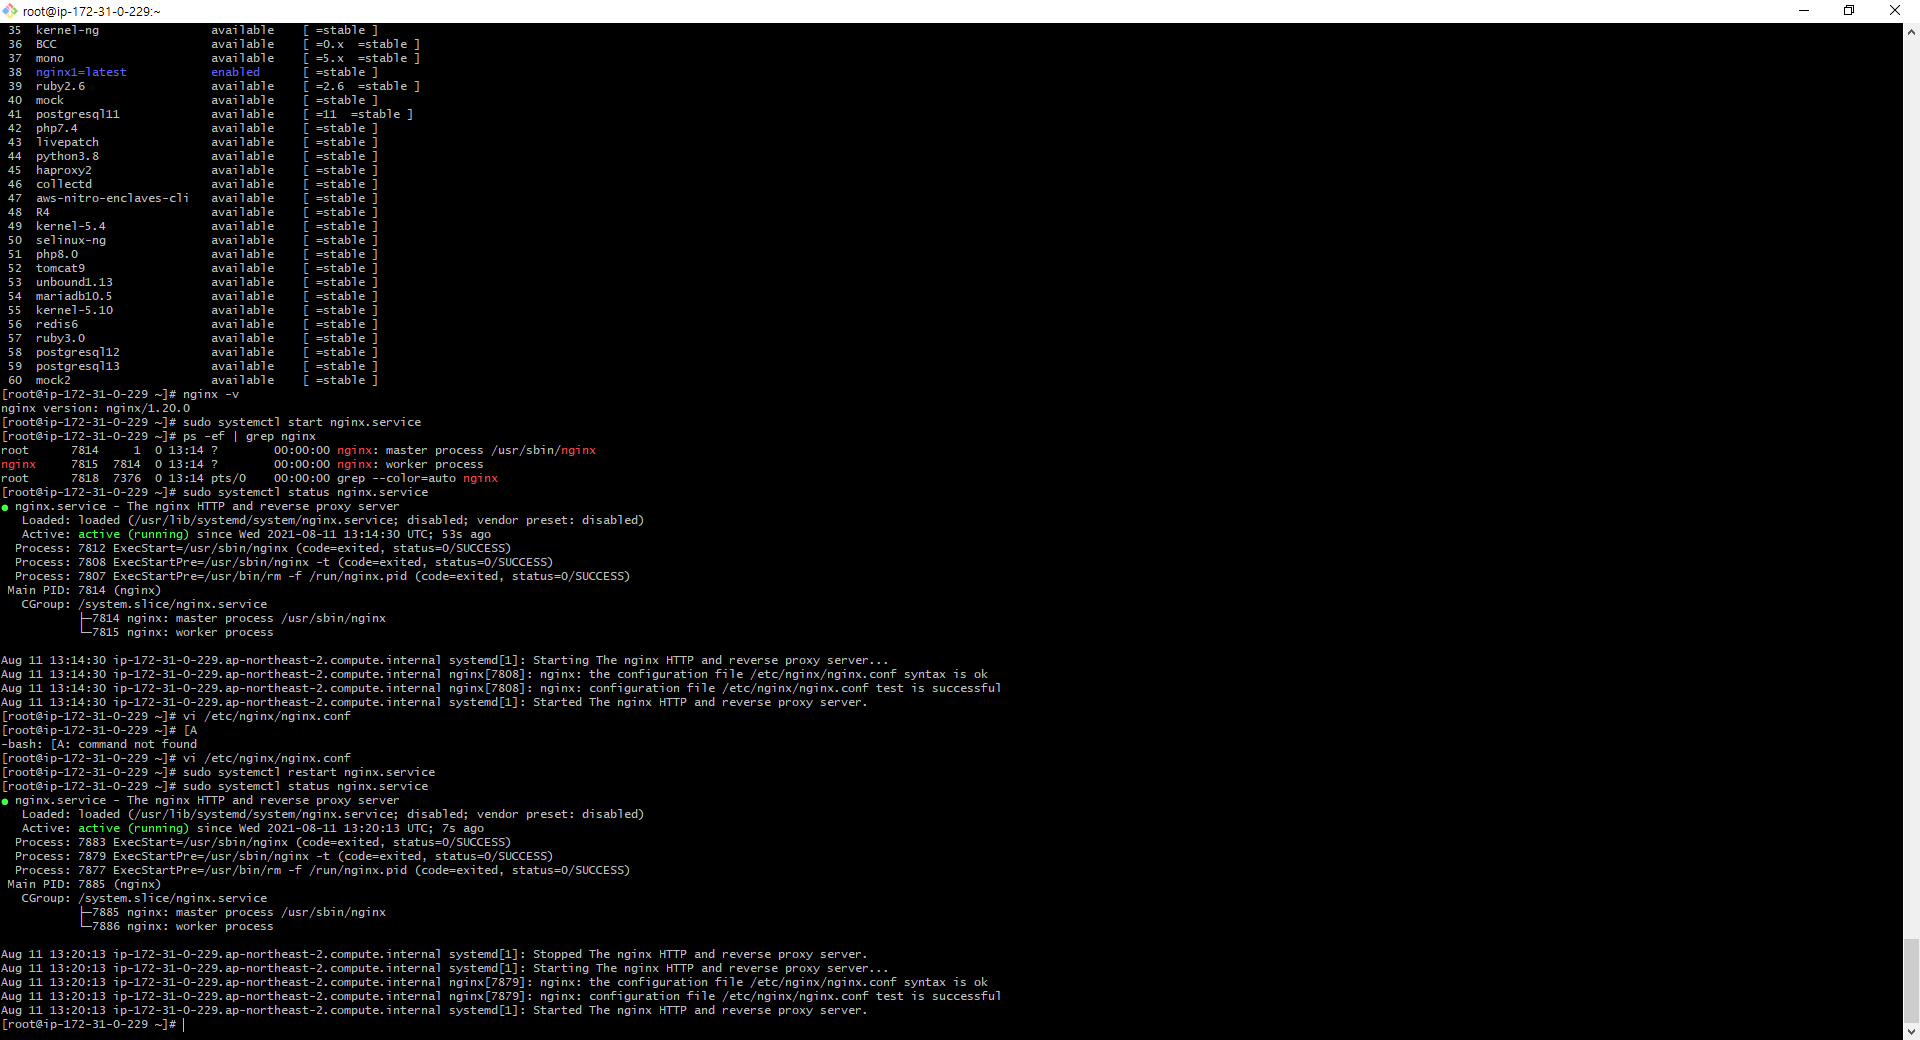 root@ip-172-31-0-229:~
35  kernel-ng                available    [ =stable ]
36  BCC                      available    [ =0.x  =stable ]
37  mono                     available    [ =5.x  =stable ]
38  nginx1=latest            enabled      [ =stable ]
39  ruby2.6                  available    [ =2.6  =stable ]
40  mock                     available    [ =stable ]
41  postgresql11             available    [ =11  =stable ]
42  php7.4                   available    [ =stable ]
43  livepatch                available    [ =stable ]
44  python3.8                available    [ =stable ]
45  haproxy2                 available    [ =stable ]
46  collectd                 available    [ =stable ]
47  aws-nitro-enclaves-cli   available    [ =stable ]
48  R4                       available    [ =stable ]
49  kernel-5.4               available    [ =stable ]
50  selinux-ng               available    [ =stable ]
51  php8.0                   available    [ =stable ]
52  tomcat9                  available    [ =stable ]
53  unbound1.13              available    [ =stable ]
54  mariadb10.5              available    [ =stable ]
55  kernel-5.10              available    [ =stable ]
56  redis6                   available    [ =stable ]
57  ruby3.0                  available    [ =stable ]
58  postgresql12             available    [ =stable ]
59  postgresql13             available    [ =stable ]
60  mock2                    available    [ =stable ]
[root@ip-172-31-0-229 ~]# nginx -v
nginx version: nginx/1.20.0
[root@ip-172-31-0-229 ~]# sudo systemctl start nginx.service
[root@ip-172-31-0-229 ~]# ps -ef | grep nginx
root      7814     1  0 13:14 ?        00:00:00 nginx: master process /usr/sbin/nginx
nginx     7815  7814  0 13:14 ?        00:00:00 nginx: worker process
root      7818  7376  0 13:14 pts/0    00:00:00 grep --color=auto nginx
[root@ip-172-31-0-229 ~]# sudo systemctl status nginx.service
● nginx.service - The nginx HTTP and reverse proxy server
   Loaded: loaded (/usr/lib/systemd/system/nginx.service; disabled; vendor preset: disabled)
   Active: active (running) since Wed 2021-08-11 13:14:30 UTC; 53s ago
  Process: 7812 ExecStart=/usr/sbin/nginx (code=exited, status=0/SUCCESS)
  Process: 7808 ExecStartPre=/usr/sbin/nginx -t (code=exited, status=0/SUCCESS)
  Process: 7807 ExecStartPre=/usr/bin/rm -f /run/nginx.pid (code=exited, status=0/SUCCESS)
 Main PID: 7814 (nginx)
   CGroup: /system.slice/nginx.service
           ├─7814 nginx: master process /usr/sbin/nginx
           └─7815 nginx: worker process
Aug 11 13:14:30 ip-172-31-0-229.ap-northeast-2.compute.internal systemd[1]: Starting The nginx HTTP and reverse proxy server...
Aug 11 13:14:30 ip-172-31-0-229.ap-northeast-2.compute.internal nginx[7808]: nginx: the configuration file /etc/nginx/nginx.conf syntax is ok
Aug 11 13:14:30 ip-172-31-0-229.ap-northeast-2.compute.internal nginx[7808]: nginx: configuration file /etc/nginx/nginx.conf test is successful
Aug 11 13:14:30 ip-172-31-0-229.ap-northeast-2.compute.internal systemd[1]: Started The nginx HTTP and reverse proxy server.
[root@ip-172-31-0-229 ~]# vi /etc/nginx/nginx.conf
[root@ip-172-31-0-229 ~]# [A
-bash: [A: command not found
[root@ip-172-31-0-229 ~]# vi /etc/nginx/nginx.conf
[root@ip-172-31-0-229 ~]# sudo systemctl restart nginx.service
[root@ip-172-31-0-229 ~]# sudo systemctl status nginx.service
● nginx.service - The nginx HTTP and reverse proxy server
   Loaded: loaded (/usr/lib/systemd/system/nginx.service; disabled; vendor preset: disabled)
   Active: active (running) since Wed 2021-08-11 13:20:13 UTC; 7s ago
  Process: 7883 ExecStart=/usr/sbin/nginx (code=exited, status=0/SUCCESS)
  Process: 7879 ExecStartPre=/usr/sbin/nginx -t (code=exited, status=0/SUCCESS)
  Process: 7877 ExecStartPre=/usr/bin/rm -f /run/nginx.pid (code=exited, status=0/SUCCESS)
 Main PID: 7885 (nginx)
   CGroup: /system.slice/nginx.service
           ├─7885 nginx: master process /usr/sbin/nginx
           └─7886 nginx: worker process
Aug 11 13:20:13 ip-172-31-0-229.ap-northeast-2.compute.internal systemd[1]: Stopped The nginx HTTP and reverse proxy server.
Aug 11 13:20:13 ip-172-31-0-229.ap-northeast-2.compute.internal systemd[1]: Starting The nginx HTTP and reverse proxy server...
Aug 11 13:20:13 ip-172-31-0-229.ap-northeast-2.compute.internal nginx[7879]: nginx: the configuration file /etc/nginx/nginx.conf syntax is ok
Aug 11 13:20:13 ip-172-31-0-229.ap-northeast-2.compute.internal nginx[7879]: nginx: configuration file /etc/nginx/nginx.conf test is successful
Aug 11 13:20:13 ip-172-31-0-229.ap-northeast-2.compute.internal systemd[1]: Started The nginx HTTP and reverse proxy server.
[root@ip-172-31-0-229 ~]#